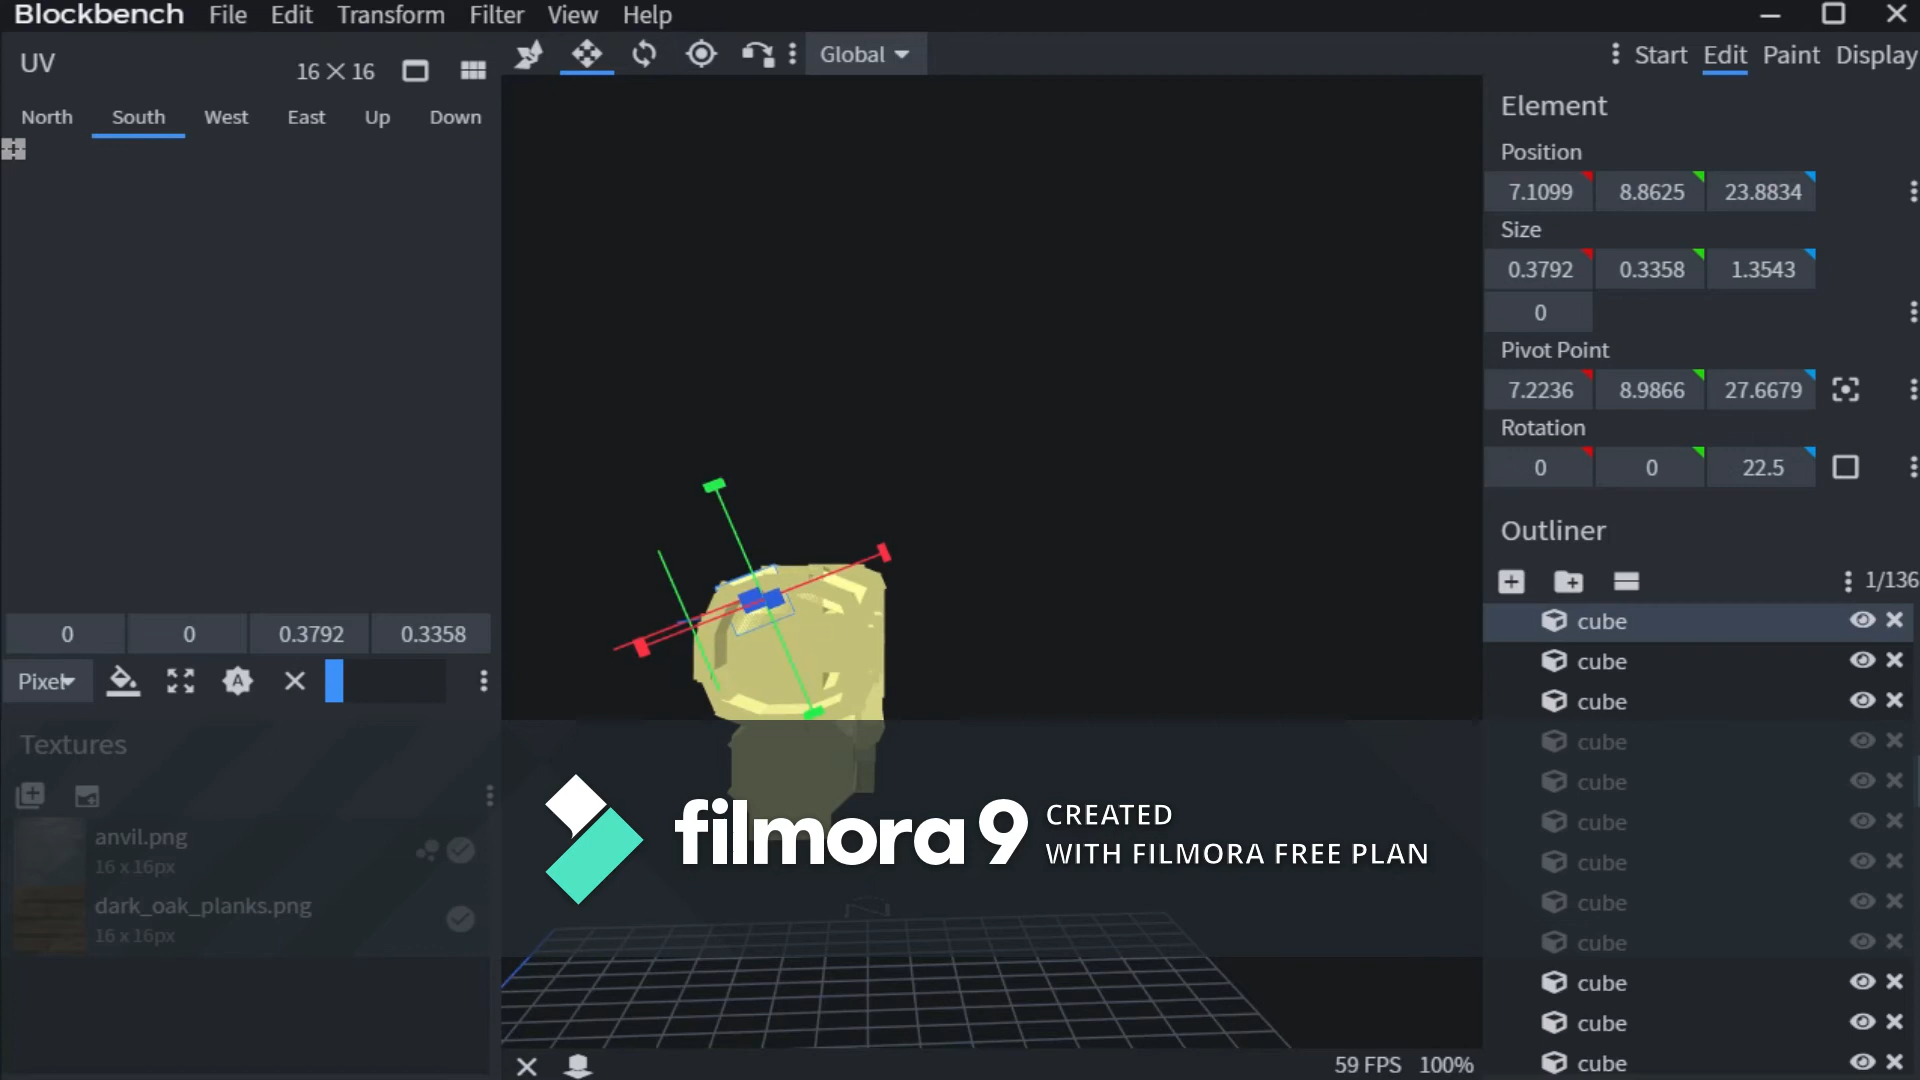 Blockbench File Edit Transform Filter View Help
UV 16×16
North South West East Up Down
0 0 0.3792 0.3358
Pixel
Textures
anvil.png
16 x 16px
dark_oak_planks.png
16 x 16px
Global
Start Edit Paint Display
Element
Position
7.1099 8.8625 23.8834
Size
0.3792 0.3358 1.3543
0
Pivot Point
7.2236 8.9866 27.6679
Rotation
0 0 22.5
Outliner
1/136
cube
cube
cube
cube
cube
cube
cube
cube
cube
cube
cube
cube
filmora9 CREATED
WITH FILMORA FREE PLAN
59 FPS 100%